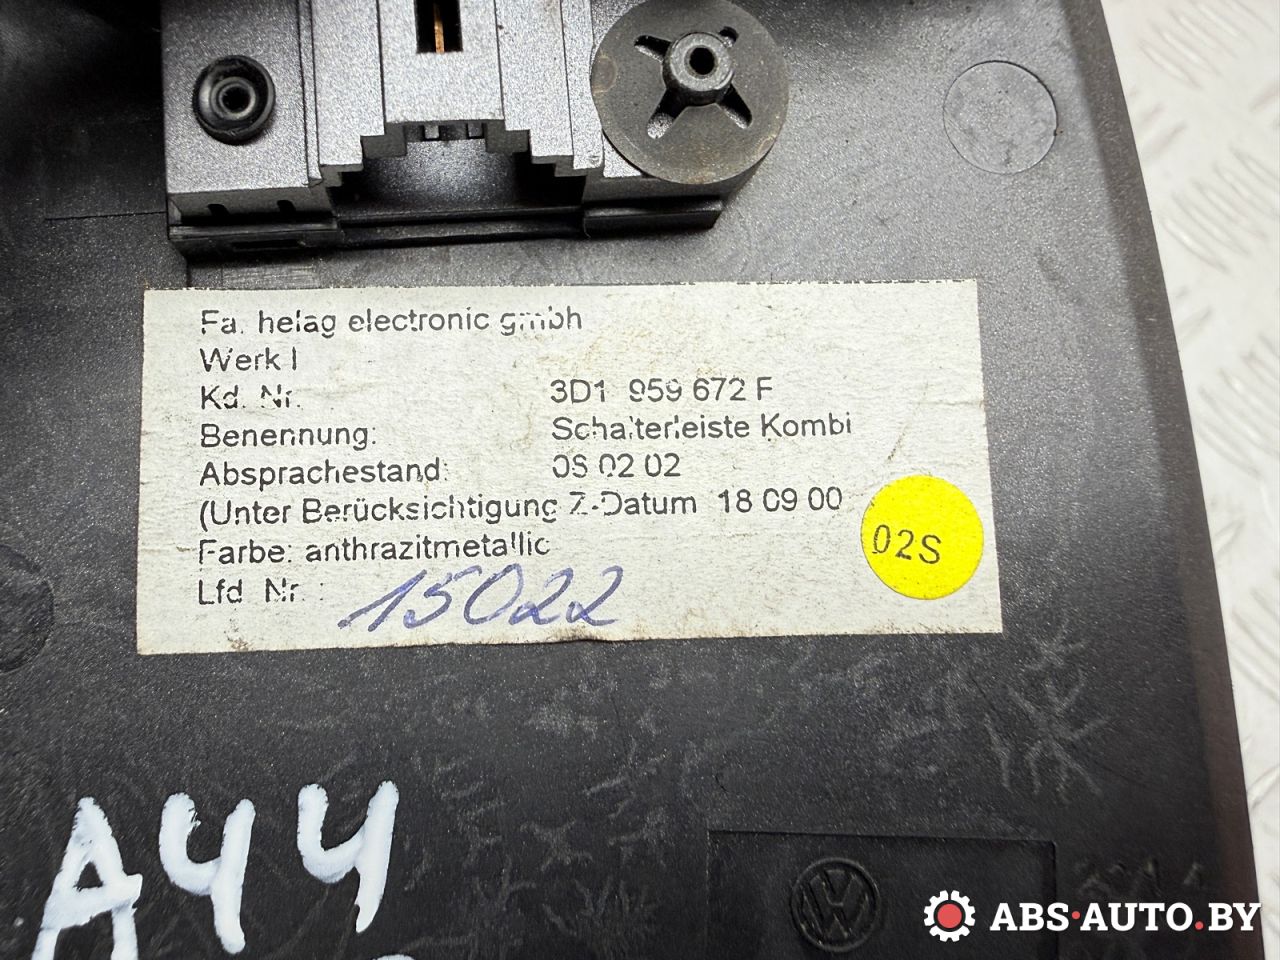 Fa. helag electronic gmbh
Werk I
Kd. Nr. 3D1 959 672 F
Benennung: Schalterleiste Kombi
Absprachestand: 0S 02 02
(Unter Berücksichtigung Z-Datum 18 09 00
Farbe: anthrazitmetallic
Lfd Nr. : 15022
02S
A44
ABS-AUTO.BY